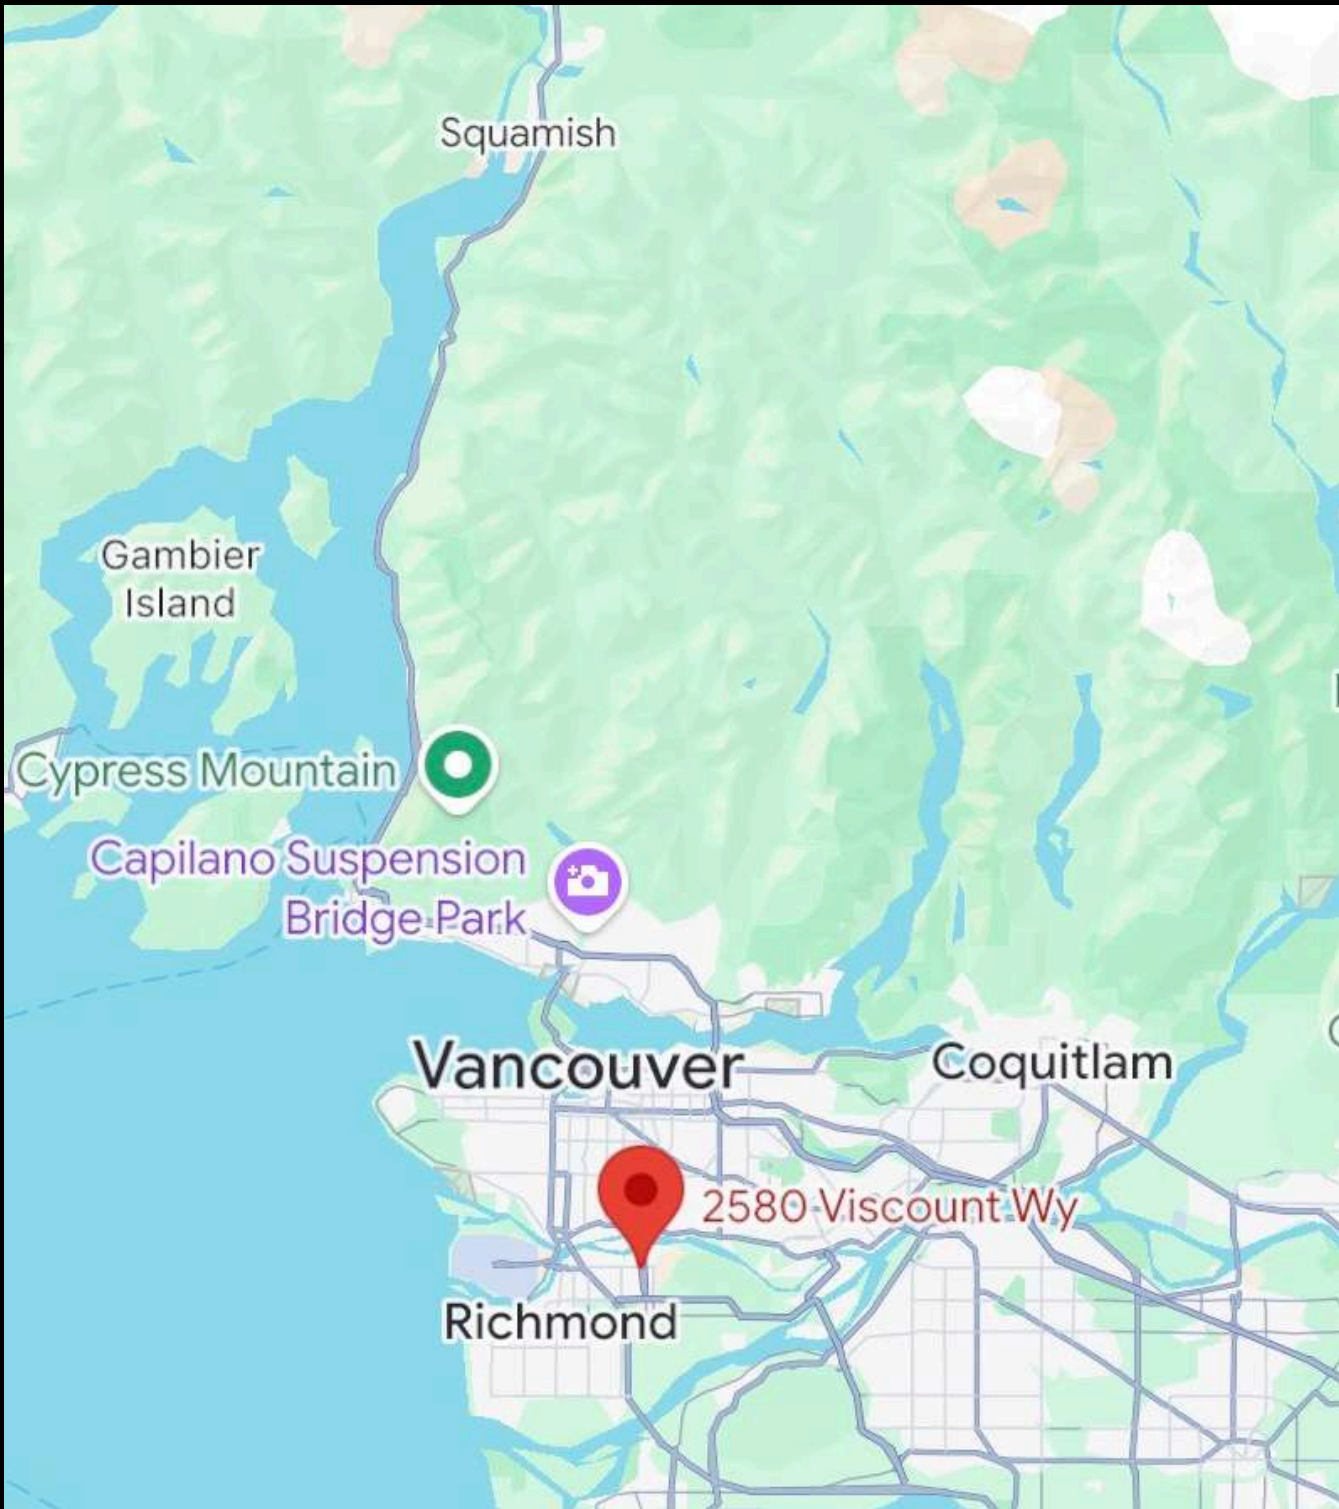 Squamish
Gambier
Island
Cypress Mountain
Capilano Suspension
Bridge Park
Vancouver
Coquitlam
2580 Viscount Wy
Richmond